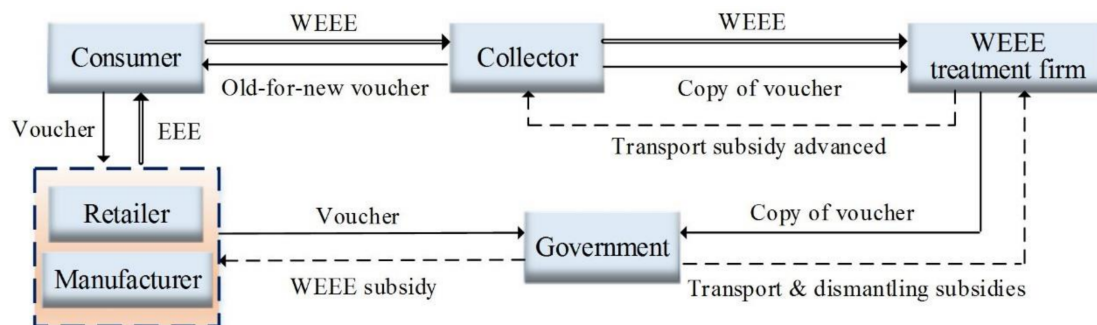 WEEE
WEEE
Consumer
Collector
WEEE
treatment firm
Old-for-new voucher
Copy of voucher
Voucher
EEE
Transport subsidy advanced
Retailer
Voucher
Copy of voucher
Government
Manufacturer
WEEE subsidy
Transport & dismantling subsidies